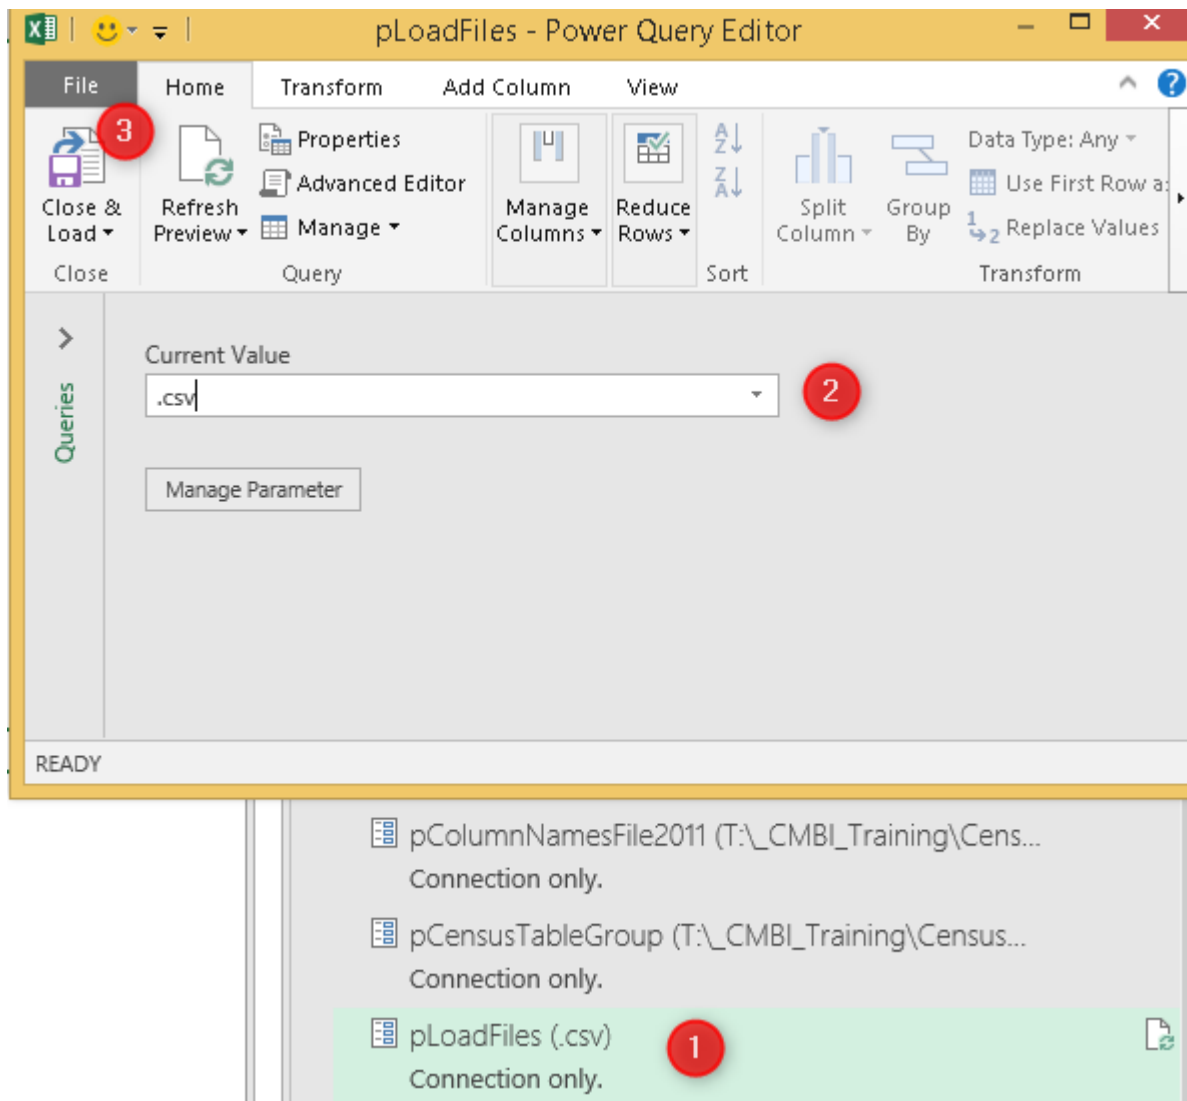 pLoadFiles - Power Query Editor
File
Home
Transform
Add Column
View
3
Close &
Load
Refresh
Preview
Properties
Advanced Editor
Manage
Manage
Columns
Reduce
Rows
Split
Column
Group
By
Data Type: Any
Use First Row a
Replace Values
Close
Query
Sort
Transform
Queries
Current Value
.csv
2
Manage Parameter
READY
pColumnNamesFile2011 (T:\_CMBI_Training\Cens...
Connection only.
pCensusTableGroup (T:\_CMBI_Training\Census...
Connection only.
pLoadFiles (.csv)
1
Connection only.